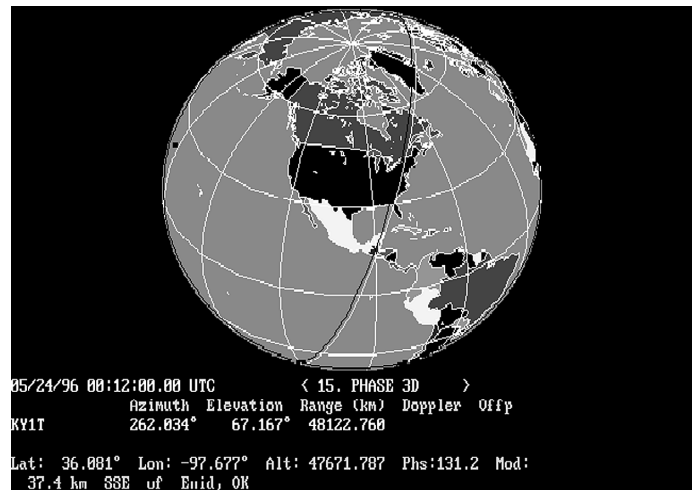 05/24/96 00:12:00.00 UTC < 15. PHASE 3D >
Azimuth Elevation Range (km) Doppler Offp
KY1T 262.034° 67.167° 48122.760
Lat: 36.081° Lon: -97.677° Alt: 47671.787 Phs:131.2 Mod:
37.4 km SSE of Enid, OK